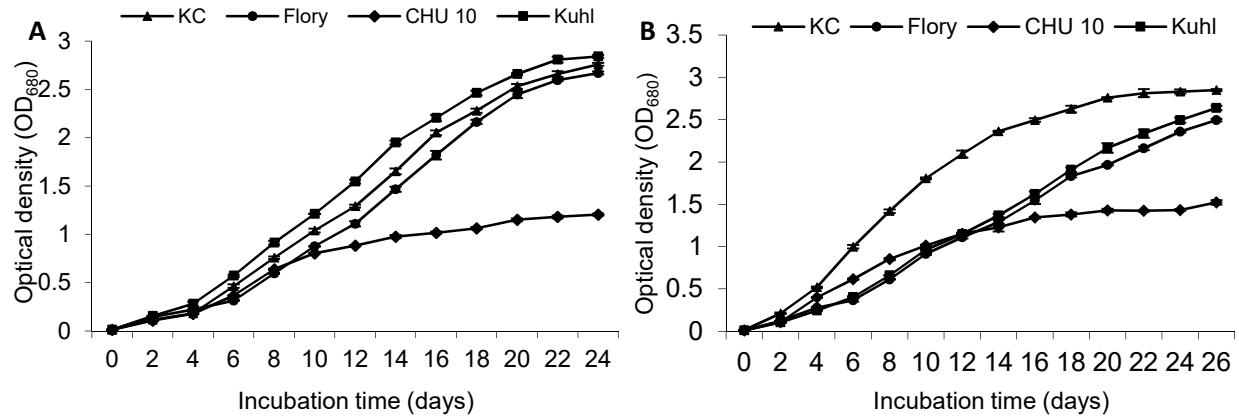 A
KC Flory CHU 10 Kuhl
Optical density (OD680)
3
2.5
2
1.5
1
0.5
0
0 2 4 6 8 10 12 14 16 18 20 22 24
Incubation time (days)
B
KC Flory CHU 10 Kuhl
Optical density (OD680)
3.5
3
2.5
2
1.5
1
0.5
0
0 2 4 6 8 10 12 14 16 18 20 22 24 26
Incubation time (days)